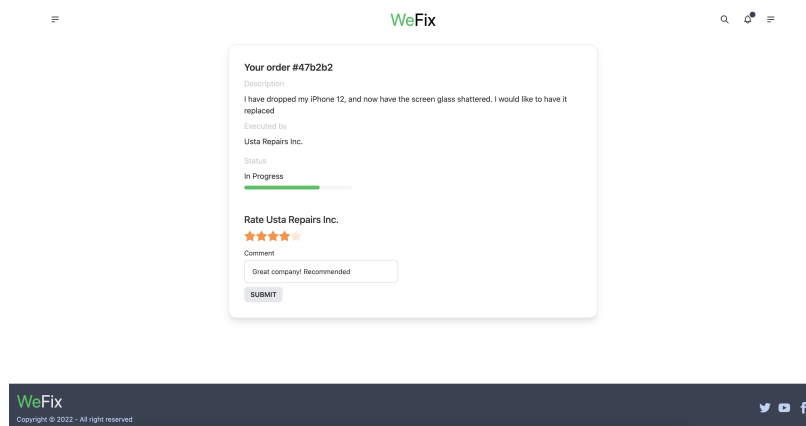 WeFix
Your order #47b2b2
Description
I have dropped my iPhone 12, and now have the screen glass shattered. I would like to have it
replaced
Executed by
Usta Repairs Inc.
Status
In Progress
Rate Usta Repairs Inc.
Comment
Great company! Recommended
SUBMIT
WeFix
Copyright © 2022 - All right reserved